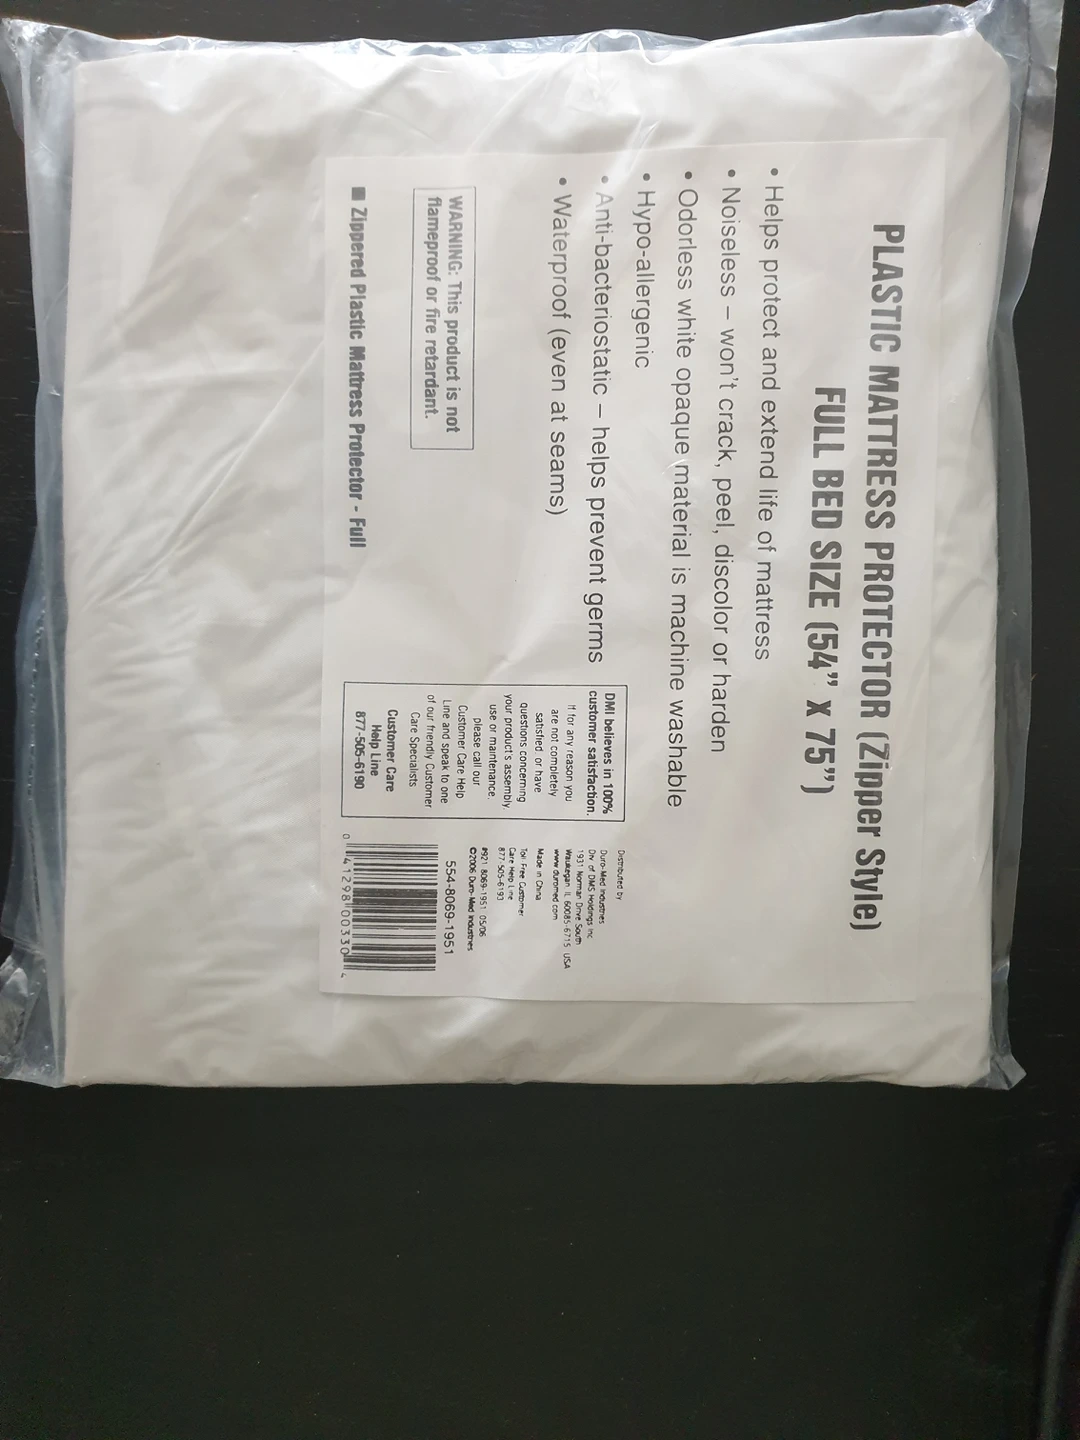 PLASTIC MATTRESS PROTECTOR (Zipper Style)
FULL BED SIZE (54” x 75”)
• Helps protect and extend life of mattress
• Noiseless – won’t crack, peel, discolor or harden
• Odorless white opaque material is machine washable
• Hypo-allergenic
• Anti-bacteriostatic – helps prevent germs
• Waterproof (even at seams)
WARNING: This product is not
flameproof or fire retardant.
■ Zippered Plastic Mattress Protector - Full
DMI believes in 100%
customer satisfaction.
If for any reason you
are not completely
satisfied, or have
questions concerning
your product's assembly,
use or maintenance,
please call our
Customer Care Help
Line and speak to one
of our friendly Customer
Care Specialists
Customer Care
Help Line
877-505-6190
Distributed by
Duro-Med Industries
Div of DMS Holdings Inc
1931 Norman Drive South
Waukegan IL 60085-6715 USA
www.duromed.com
Made in China
Toll Free Customer
Care Help Line
877-505-6193
#921 8069-1951 05/06
©2006 Duro-Med Industries
554-8069-1951
0 41298 00330 4